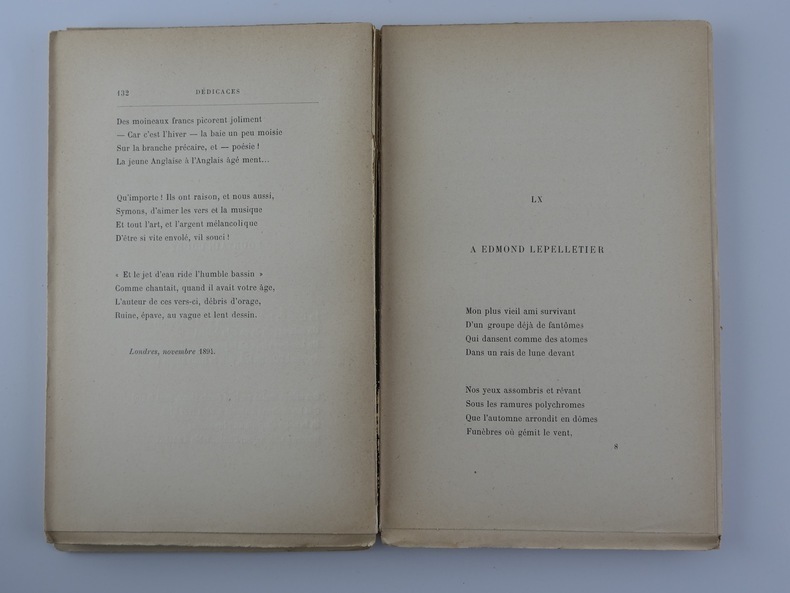 132 DÉDICACES
Des moineaux francs picorent joliment
— Car c'est l'hiver — la baie un peu moisie
Sur la branche précaire, et — poésie !
La jeune Anglaise à l'Anglais âgé ment...
Qu'importe ! Ils ont raison, et nous aussi,
Symons, d'aimer les vers et la musique
Et tout l'art, et l'argent mélancolique
D'être si vite envolé, vil souci !
« Et le jet d'eau ride l'humble bassin »
Comme chantait, quand il avait votre âge,
L'auteur de ces vers-ci, débris d'orage,
Ruine, épave, au vague et lent dessin.
Londres, novembre 1891.
LX
A EDMOND LEPELLETIER
Mon plus vieil ami survivant
D'un groupe déjà de fantômes
Qui dansent comme des atomes
Dans un rais de lune devant
Nos yeux assombris et rêvant
Sous les ramures polychromes
Que l'automne arrondit en dômes
Funèbres où gémit le vent,
8